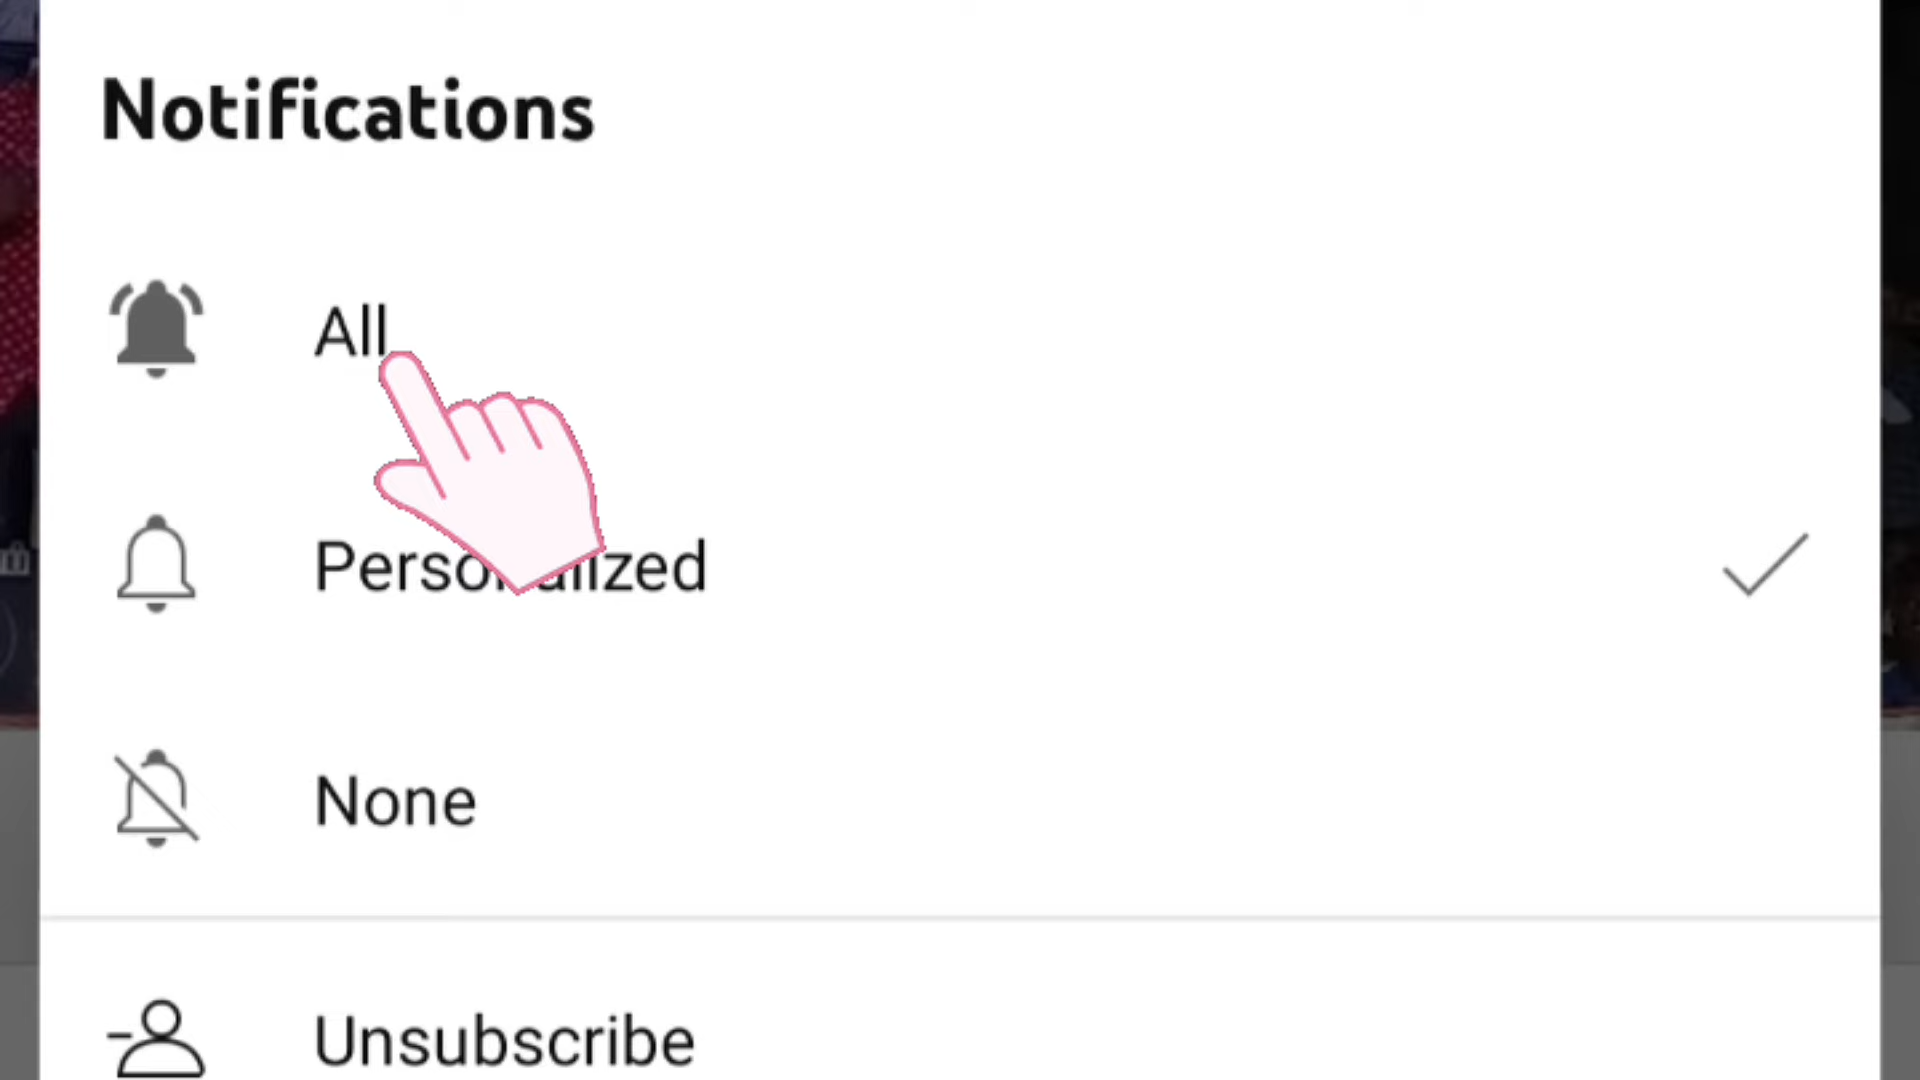 Notifications
All
Personalized
None
Unsubscribe